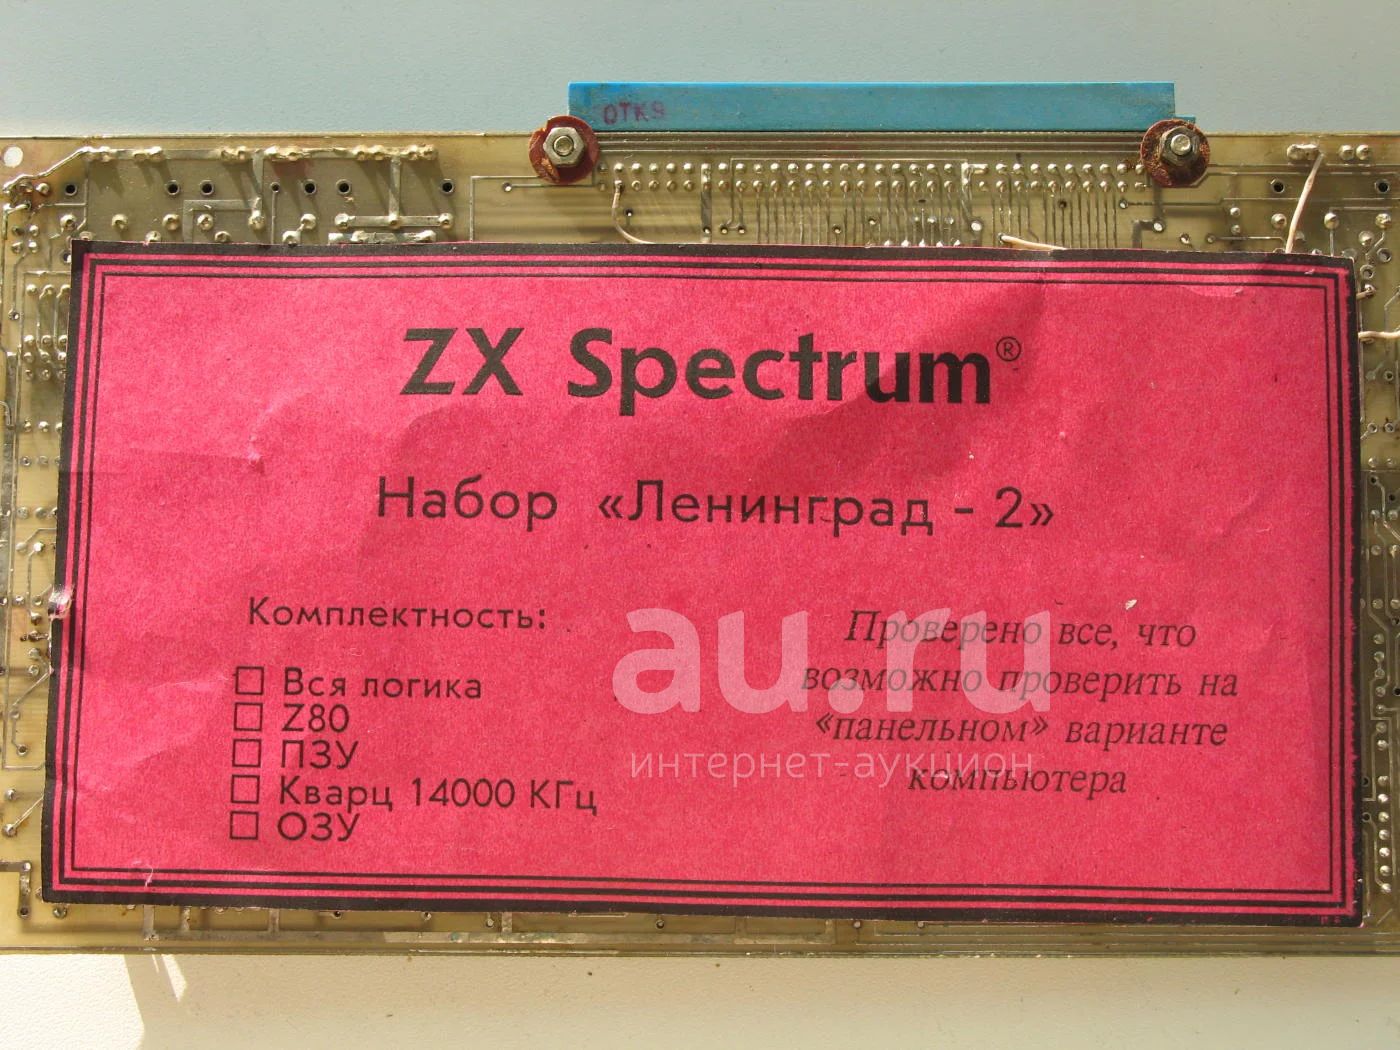 ОТК9
ZX Spectrum®
Набор «Ленинград - 2»
Комплектность:
□ Вся логика
□ Z80
□ ПЗУ
□ Кварц 14000 КГц
□ ОЗУ
Проверено все, что
возможно проверить на
«панельном» варианте
компьютера
au.ru
интернет-аукцион